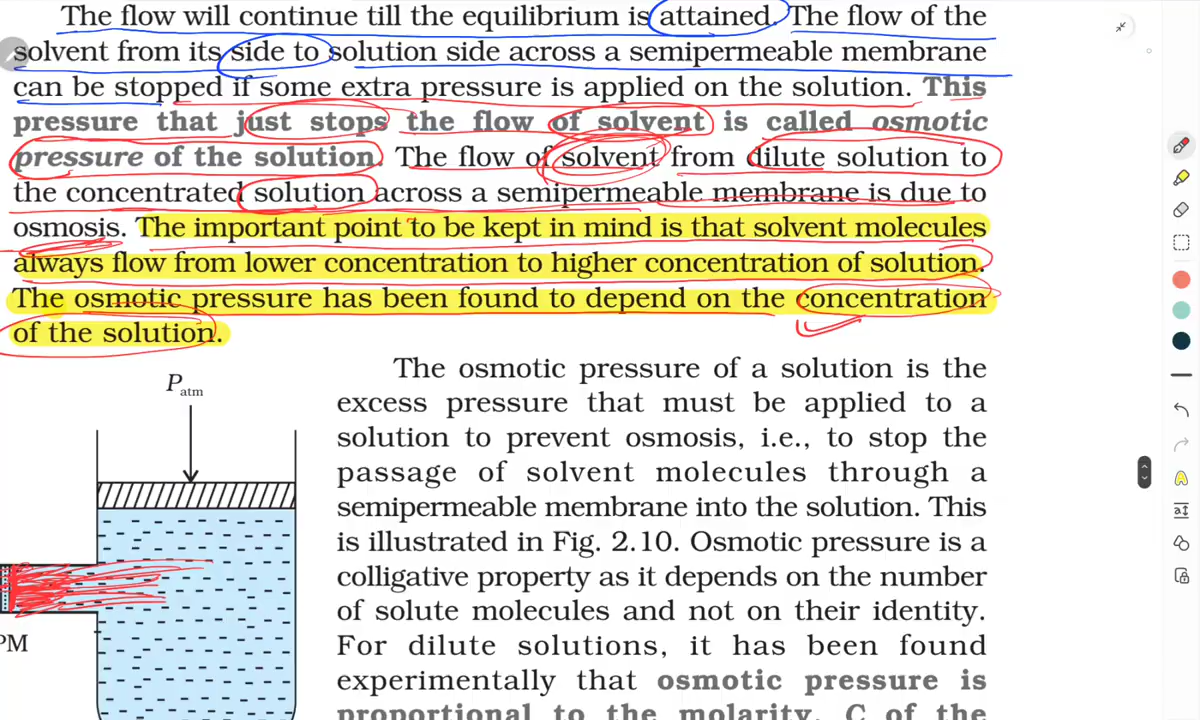 The flow will continue till the equilibrium is attained. The flow of the
solvent from its side to solution side across a semipermeable membrane
can be stopped if some extra pressure is applied on the solution. This
pressure that just stops the flow of solvent is called osmotic
pressure of the solution. The flow of solvent from dilute solution to
the concentrated solution across a semipermeable membrane is due to
osmosis. The important point to be kept in mind is that solvent molecules
always flow from lower concentration to higher concentration of solution.
The osmotic pressure has been found to depend on the concentration
of the solution.
Patm
PM
The osmotic pressure of a solution is the
excess pressure that must be applied to a
solution to prevent osmosis, i.e., to stop the
passage of solvent molecules through a
semipermeable membrane into the solution. This
is illustrated in Fig. 2.10. Osmotic pressure is a
colligative property as it depends on the number
of solute molecules and not on their identity.
For dilute solutions, it has been found
experimentally that osmotic pressure is
proportional to the molarity, C of the